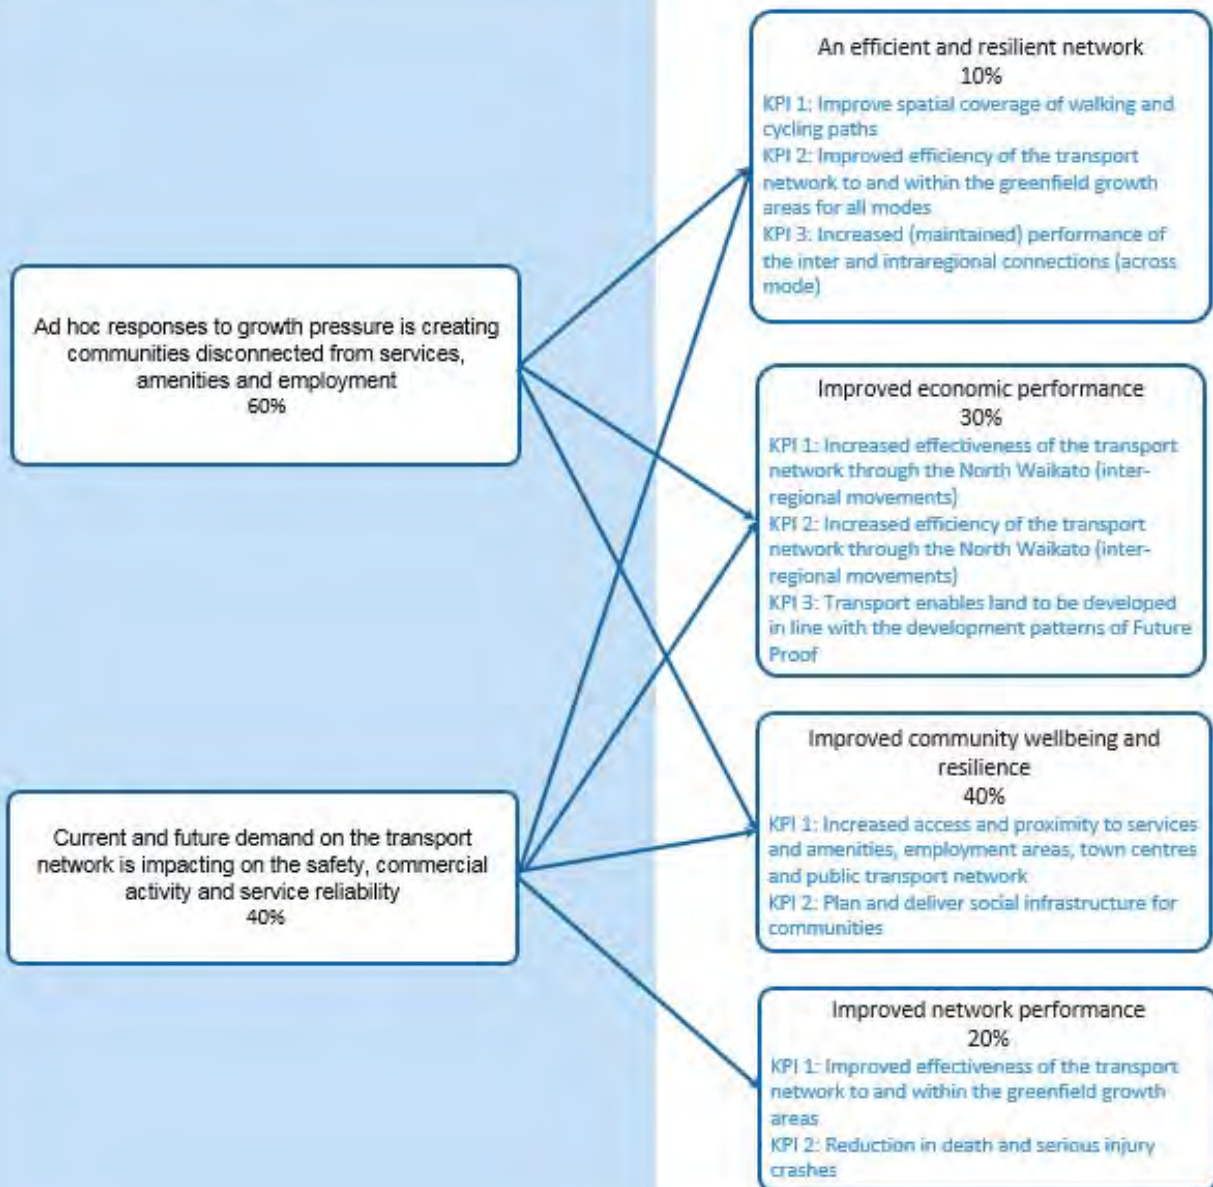 Ad hoc responses to growth pressure is creating
communities disconnected from services,
amenities and employment
60%
Current and future demand on the transport
network is impacting on the safety, commercial
activity and service reliability
40%
An efficient and resilient network
10%
KPI 1: Improve spatial coverage of walking and
cycling paths
KPI 2: Improved efficiency of the transport
network to and within the greenfield growth
areas for all modes
KPI 3: Increased (maintained) performance of
the inter and intraregional connections (across
mode)
Improved economic performance
30%
KPI 1: Increased effectiveness of the transport
network through the North Waikato (inter-
regional movements)
KPI 2: Increased efficiency of the transport
network through the North Waikato (inter-
regional movements)
KPI 3: Transport enables land to be developed
in line with the development patterns of Future
Proof
Improved community wellbeing and
resilience
40%
KPI 1: Increased access and proximity to services
and amenities, employment areas, town centres
and public transport network
KPI 2: Plan and deliver social infrastructure for
communities
Improved network performance
20%
KPI 1: Improved effectiveness of the transport
network to and within the greenfield growth
areas
KPI 2: Reduction in death and serious injury
crashes